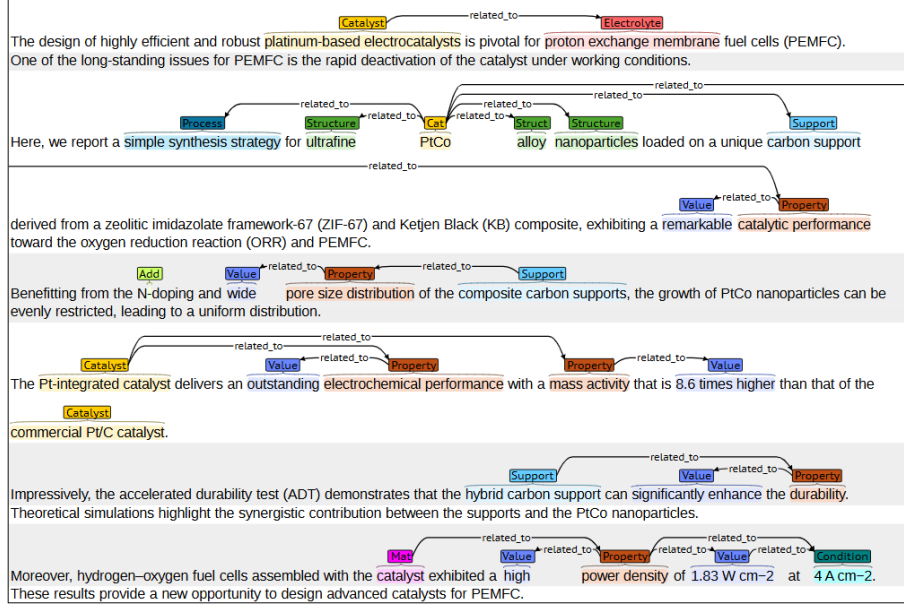 related_to
Catalyst Electrolyte
The design of highly efficient and robust platinum-based electrocatalysts is pivotal for proton exchange membrane fuel cells (PEMFC).
One of the long-standing issues for PEMFC is the rapid deactivation of the catalyst under working conditions.
related_to
related_to
related_to related_to
related_to related_to
Process Structure Cat Struct Structure Support
Here, we report a simple synthesis strategy for ultrafine PtCo alloy nanoparticles loaded on a unique carbon support
related_to
related_to
Value Property
derived from a zeolitic imidazolate framework-67 (ZIF-67) and Ketjen Black (KB) composite, exhibiting a remarkable catalytic performance
toward the oxygen reduction reaction (ORR) and PEMFC.
related_to related_to
Add Value Property Support
Benefitting from the N-doping and wide pore size distribution of the composite carbon supports, the growth of PtCo nanoparticles can be
evenly restricted, leading to a uniform distribution.
related_to
related_to
related_to related_to
Catalyst Value Property Property Value
The Pt-integrated catalyst delivers an outstanding electrochemical performance with a mass activity that is 8.6 times higher than that of the
Catalyst
commercial Pt/C catalyst.
related_to
related_to
Support Value Property
Impressively, the accelerated durability test (ADT) demonstrates that the hybrid carbon support can significantly enhance the durability.
Theoretical simulations highlight the synergistic contribution between the supports and the PtCo nanoparticles.
related_to related_to
related_to related_to related_to
Mat Value Property Value Condition
Moreover, hydrogen–oxygen fuel cells assembled with the catalyst exhibited a high power density of 1.83 W cm−2 at 4 A cm−2.
These results provide a new opportunity to design advanced catalysts for PEMFC.